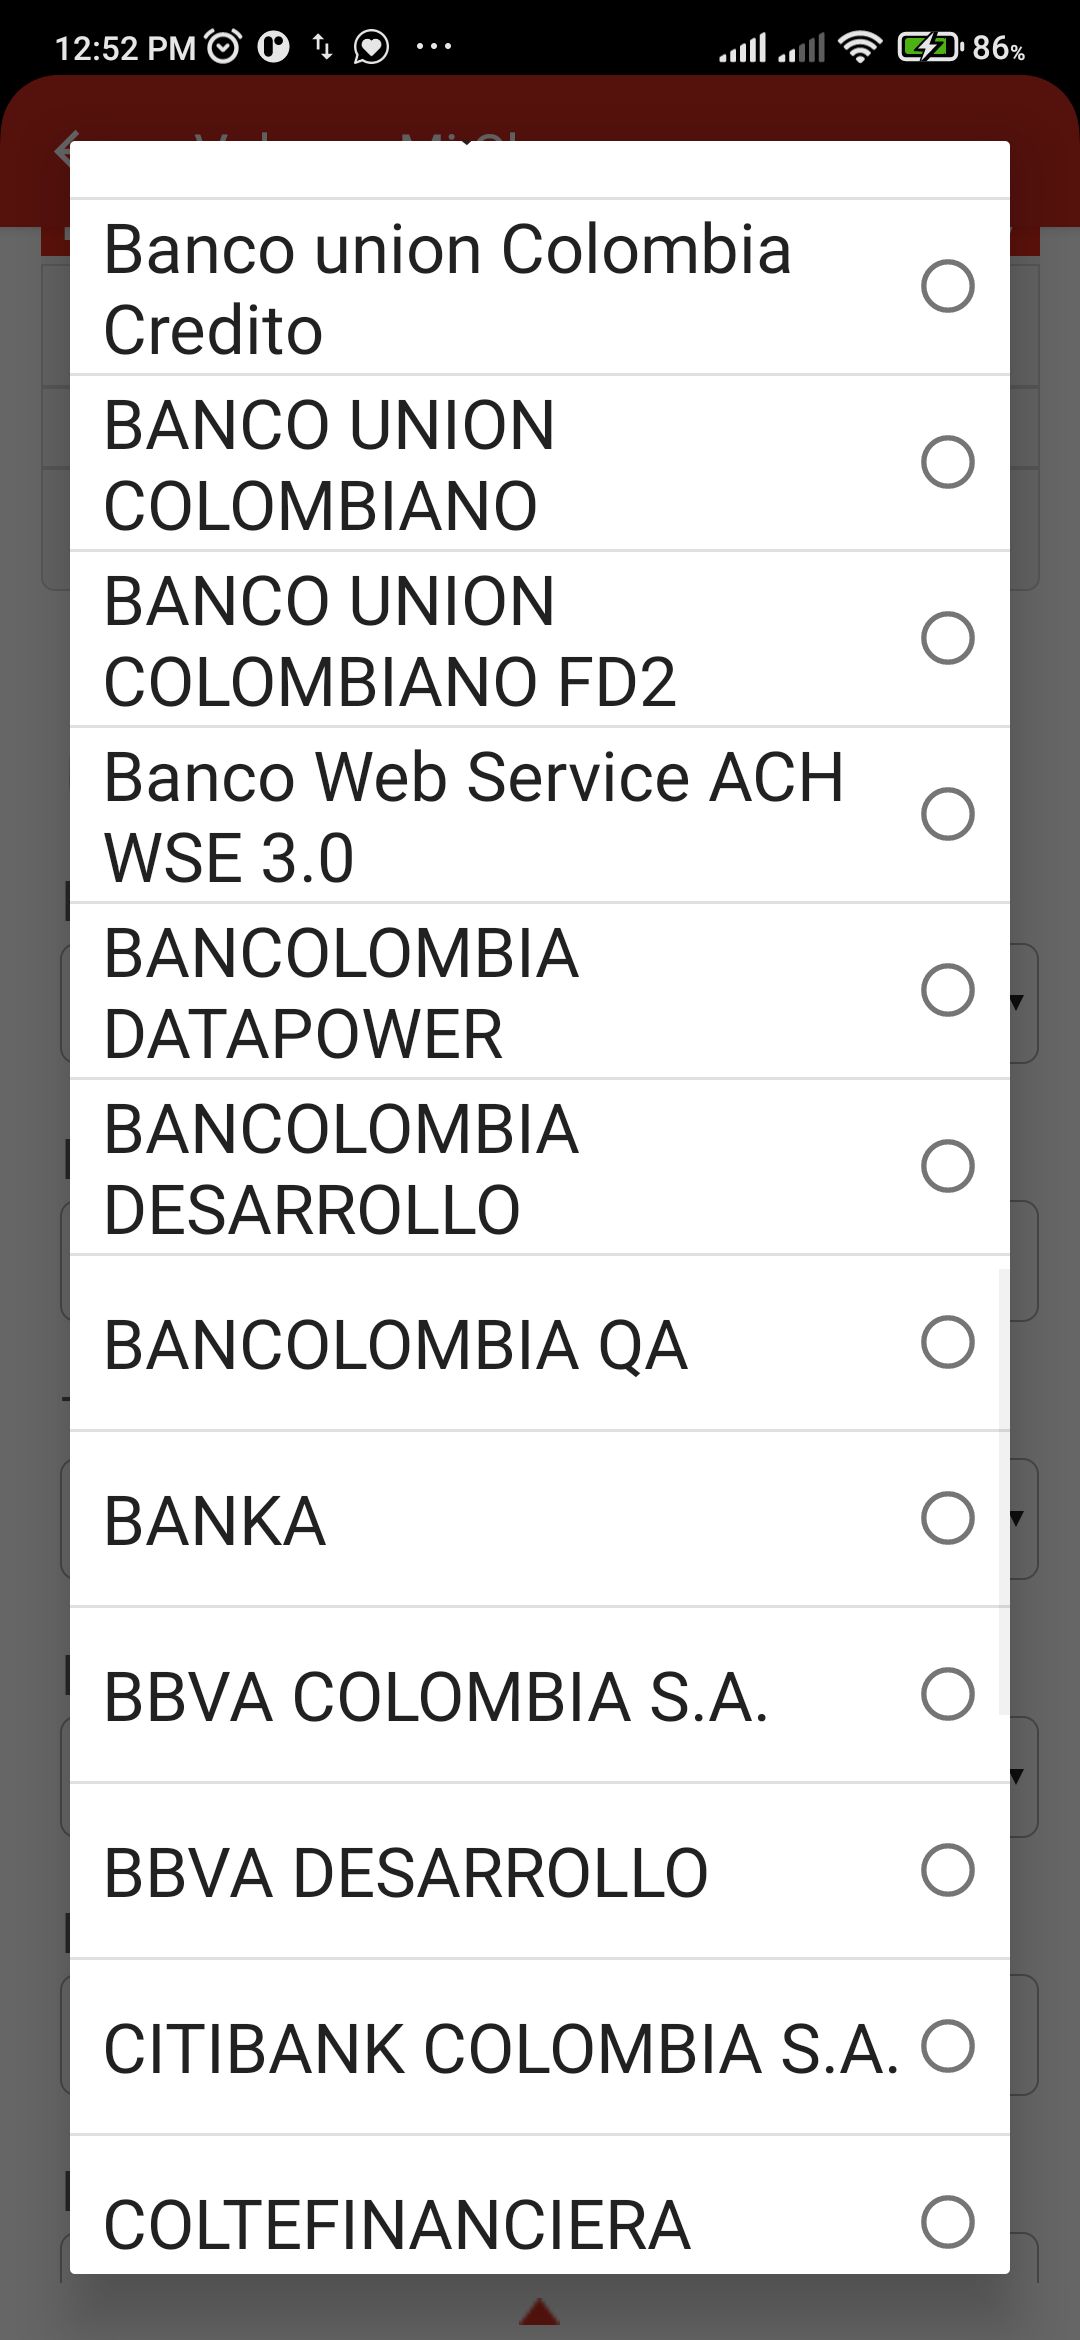 12:52 PM
86%
Banco union Colombia
Credito
BANCO UNION
COLOMBIANO
BANCO UNION
COLOMBIANO FD2
Banco Web Service ACH
WSE 3.0
BANCOLOMBIA
DATAPOWER
BANCOLOMBIA
DESARROLLO
BANCOLOMBIA QA
BANKA
BBVA COLOMBIA S.A.
BBVA DESARROLLO
CITIBANK COLOMBIA S.A.
COLTEFINANCIERA